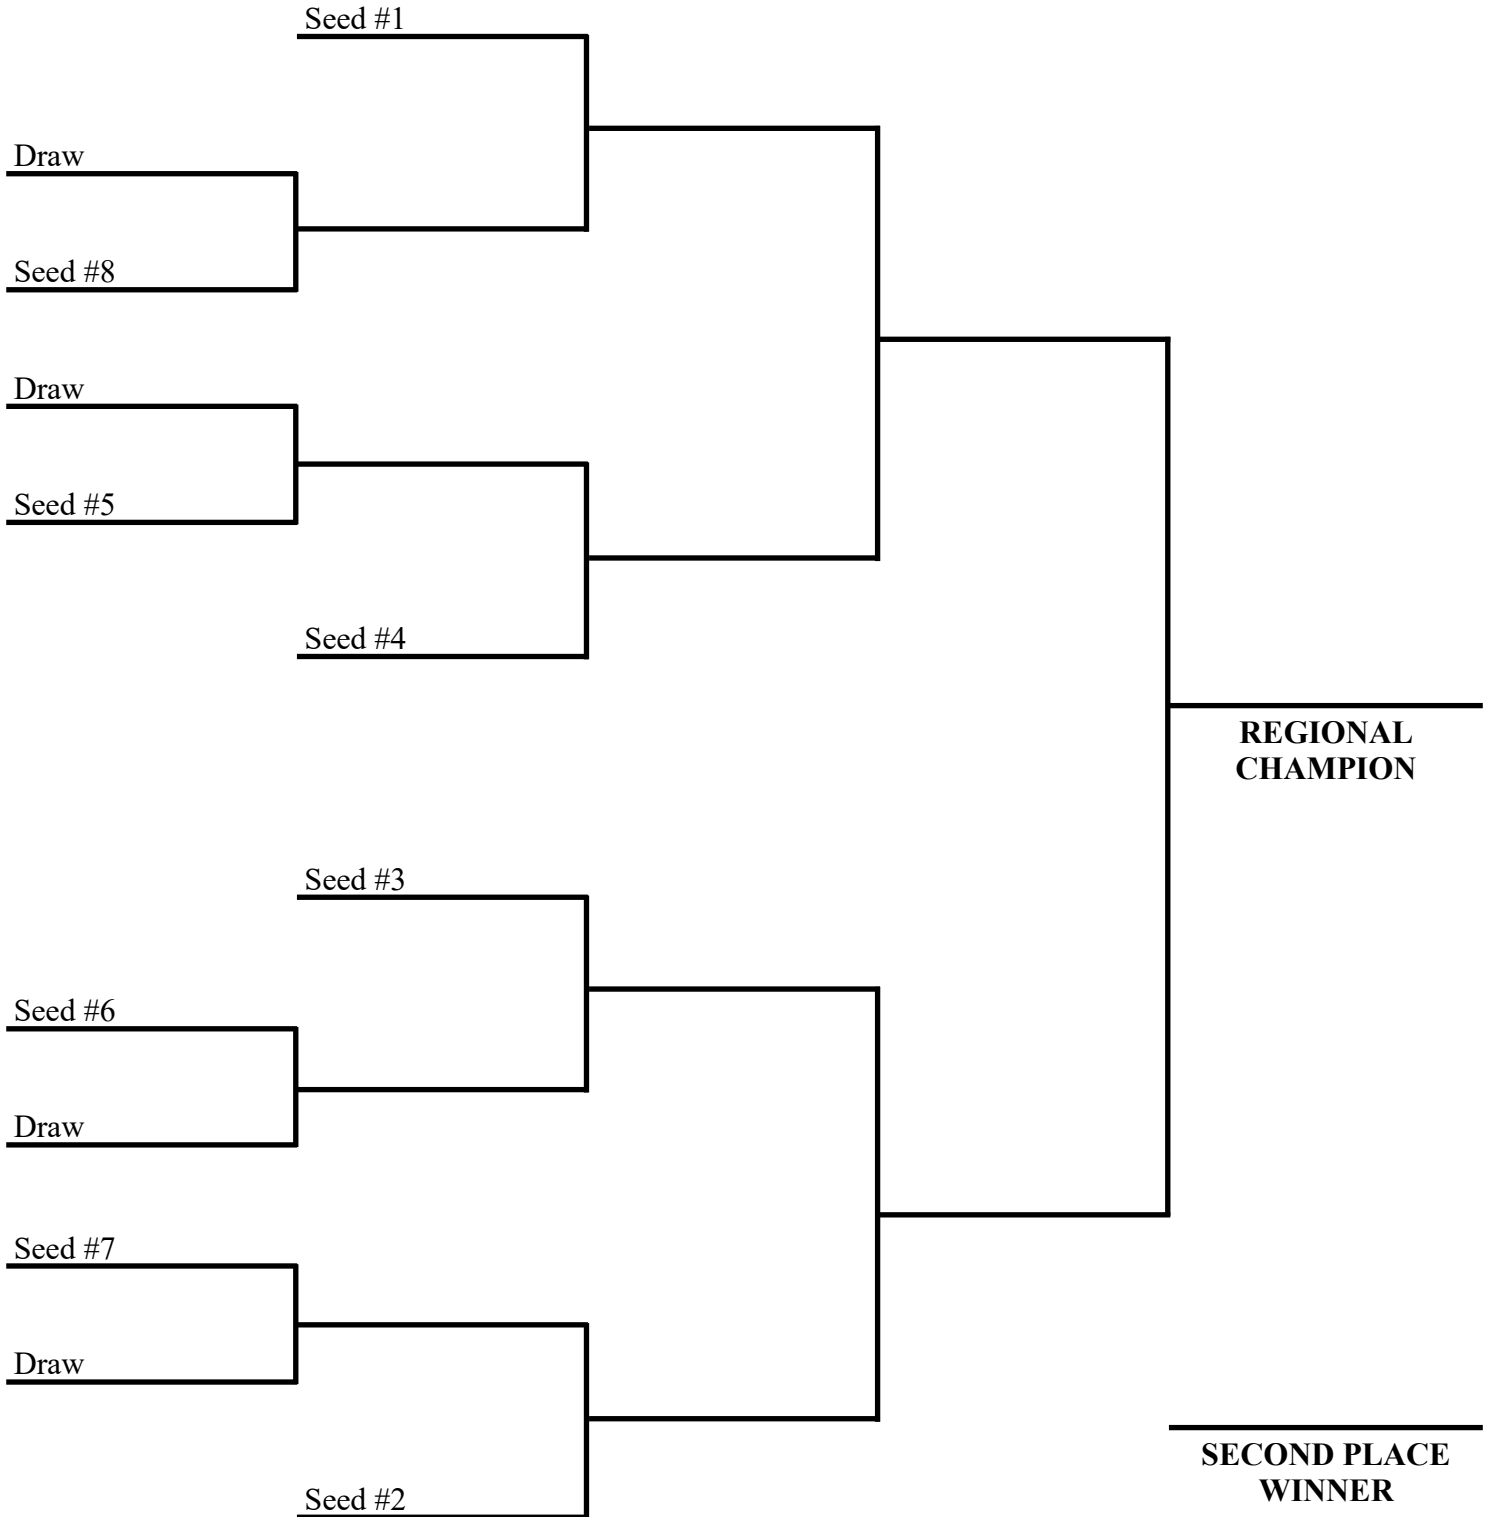 Seed #1
Draw
Seed #8
Draw
Seed #5
Seed #4
REGIONAL
CHAMPION
Seed #3
Seed #6
Draw
Seed #7
Draw
SECOND PLACE
WINNER
Seed #2